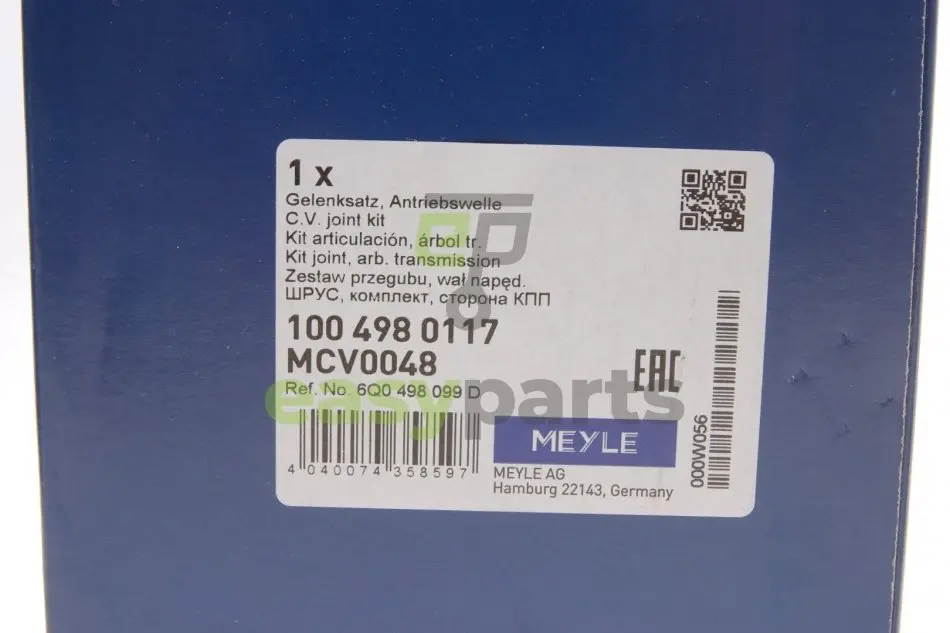 1 x
Gelenksatz, Antriebswelle
C.V. joint kit
Kit articulación, árbol tr.
Kit joint, arb. transmission
Zestaw przegubu, wał napęd.
ШРУС, комплект, сторона КПП
100 498 0117
MCV0048
EAC
Ref. No. 6Q0 498 099 D
easyparts
4 040074 358597
MEYLE
MEYLE AG
Hamburg 22143, Germany
000W056